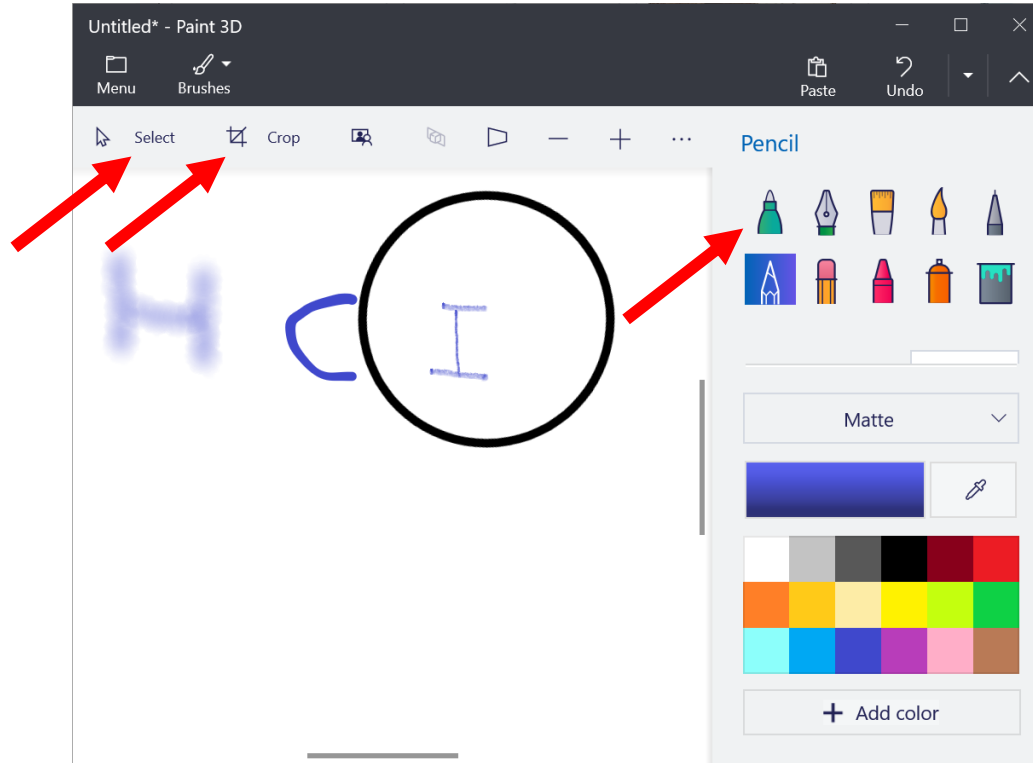 Untitled* - Paint 3D
Menu Brushes Paste Undo
Select Crop
Pencil
H C I
Matte
Add color